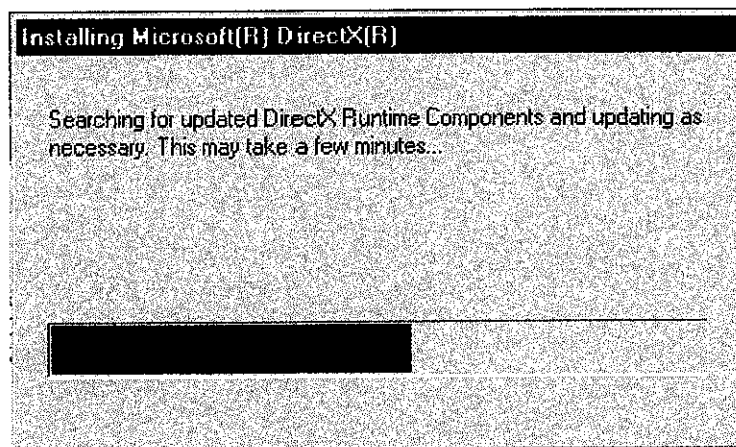 Installing Microsoft(R) DirectX(R)
Searching for updated DirectX Runtime Components and updating as
necessary. This may take a few minutes...